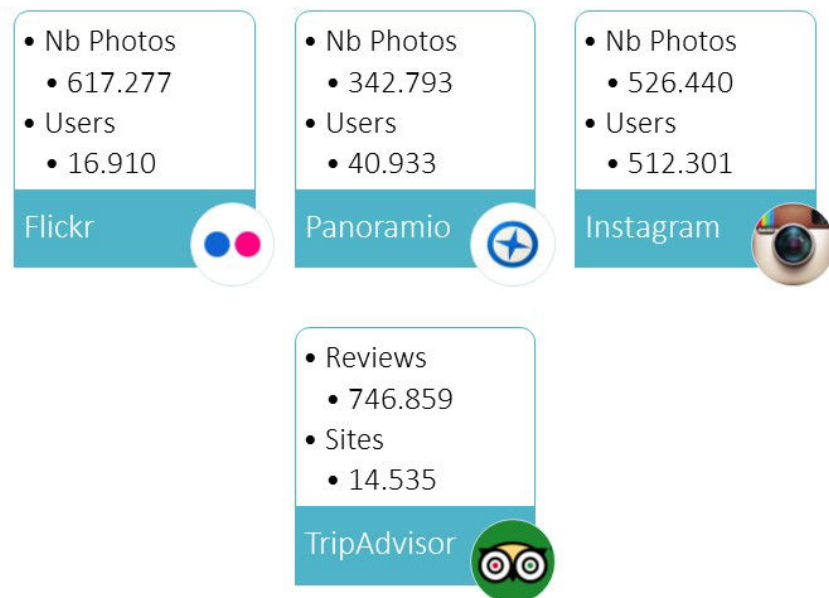 • Nb Photos
• 617.277
• Users
• 16.910
Flickr
• Nb Photos
• 342.793
• Users
• 40.933
Panoramio
• Nb Photos
• 526.440
• Users
• 512.301
Instagram
• Reviews
• 746.859
• Sites
• 14.535
TripAdvisor